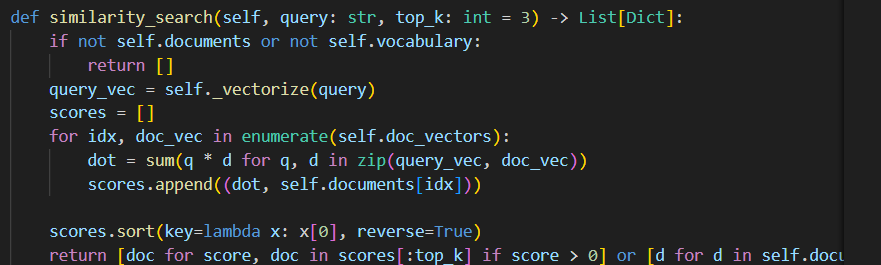 def similarity_search(self, query: str, top_k: int = 3) -> List[Dict]:
    if not self.documents or not self.vocabulary:
        return []
    query_vec = self._vectorize(query)
    scores = []
    for idx, doc_vec in enumerate(self.doc_vectors):
        dot = sum(q * d for q, d in zip(query_vec, doc_vec))
        scores.append((dot, self.documents[idx]))

    scores.sort(key=lambda x: x[0], reverse=True)
    return [doc for score, doc in scores[:top_k] if score > 0] or [d for d in self.docu